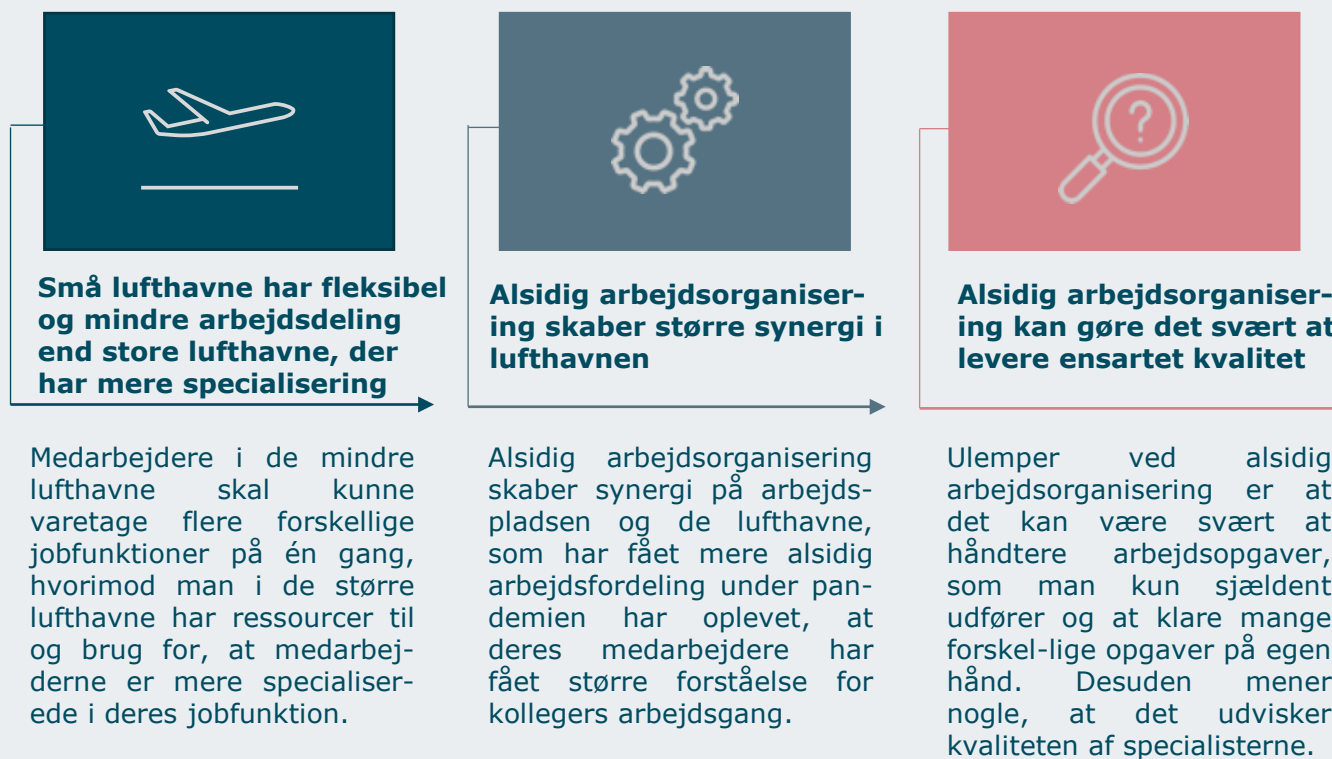 Små lufthavne har fleksibel
og mindre arbejdsdeling
end store lufthavne, der
har mere specialisering
Medarbejdere i de mindre
lufthavne skal kunne
varetage flere forskellige
jobfunktioner på én gang,
hvorimod man i de større
lufthavne har ressourcer til
og brug for, at medarbej-
derne er mere specialiser-
ede i deres jobfunktion.
Alsidig arbejdsorganiser-
ing skaber større synergi i
lufthavnen
Alsidig arbejdsorganisering
skaber synergi på arbejds-
pladsen og de lufthavne,
som har fået mere alsidig
arbejdsfordeling under pan-
demien har oplevet, at
deres medarbejdere har
fået større forståelse for
kollegers arbejdsgang.
Alsidig arbejdsorganiser-
ing kan gøre det svært at
levere ensartet kvalitet
Ulemper ved alsidig
arbejdsorganisering er at
det kan være svært at
håndtere arbejdsopgaver,
som man kun sjældent
udfører og at klare mange
forskel-lige opgaver på egen
hånd. Desuden mener
nogle, at det udvisker
kvaliteten af specialisterne.